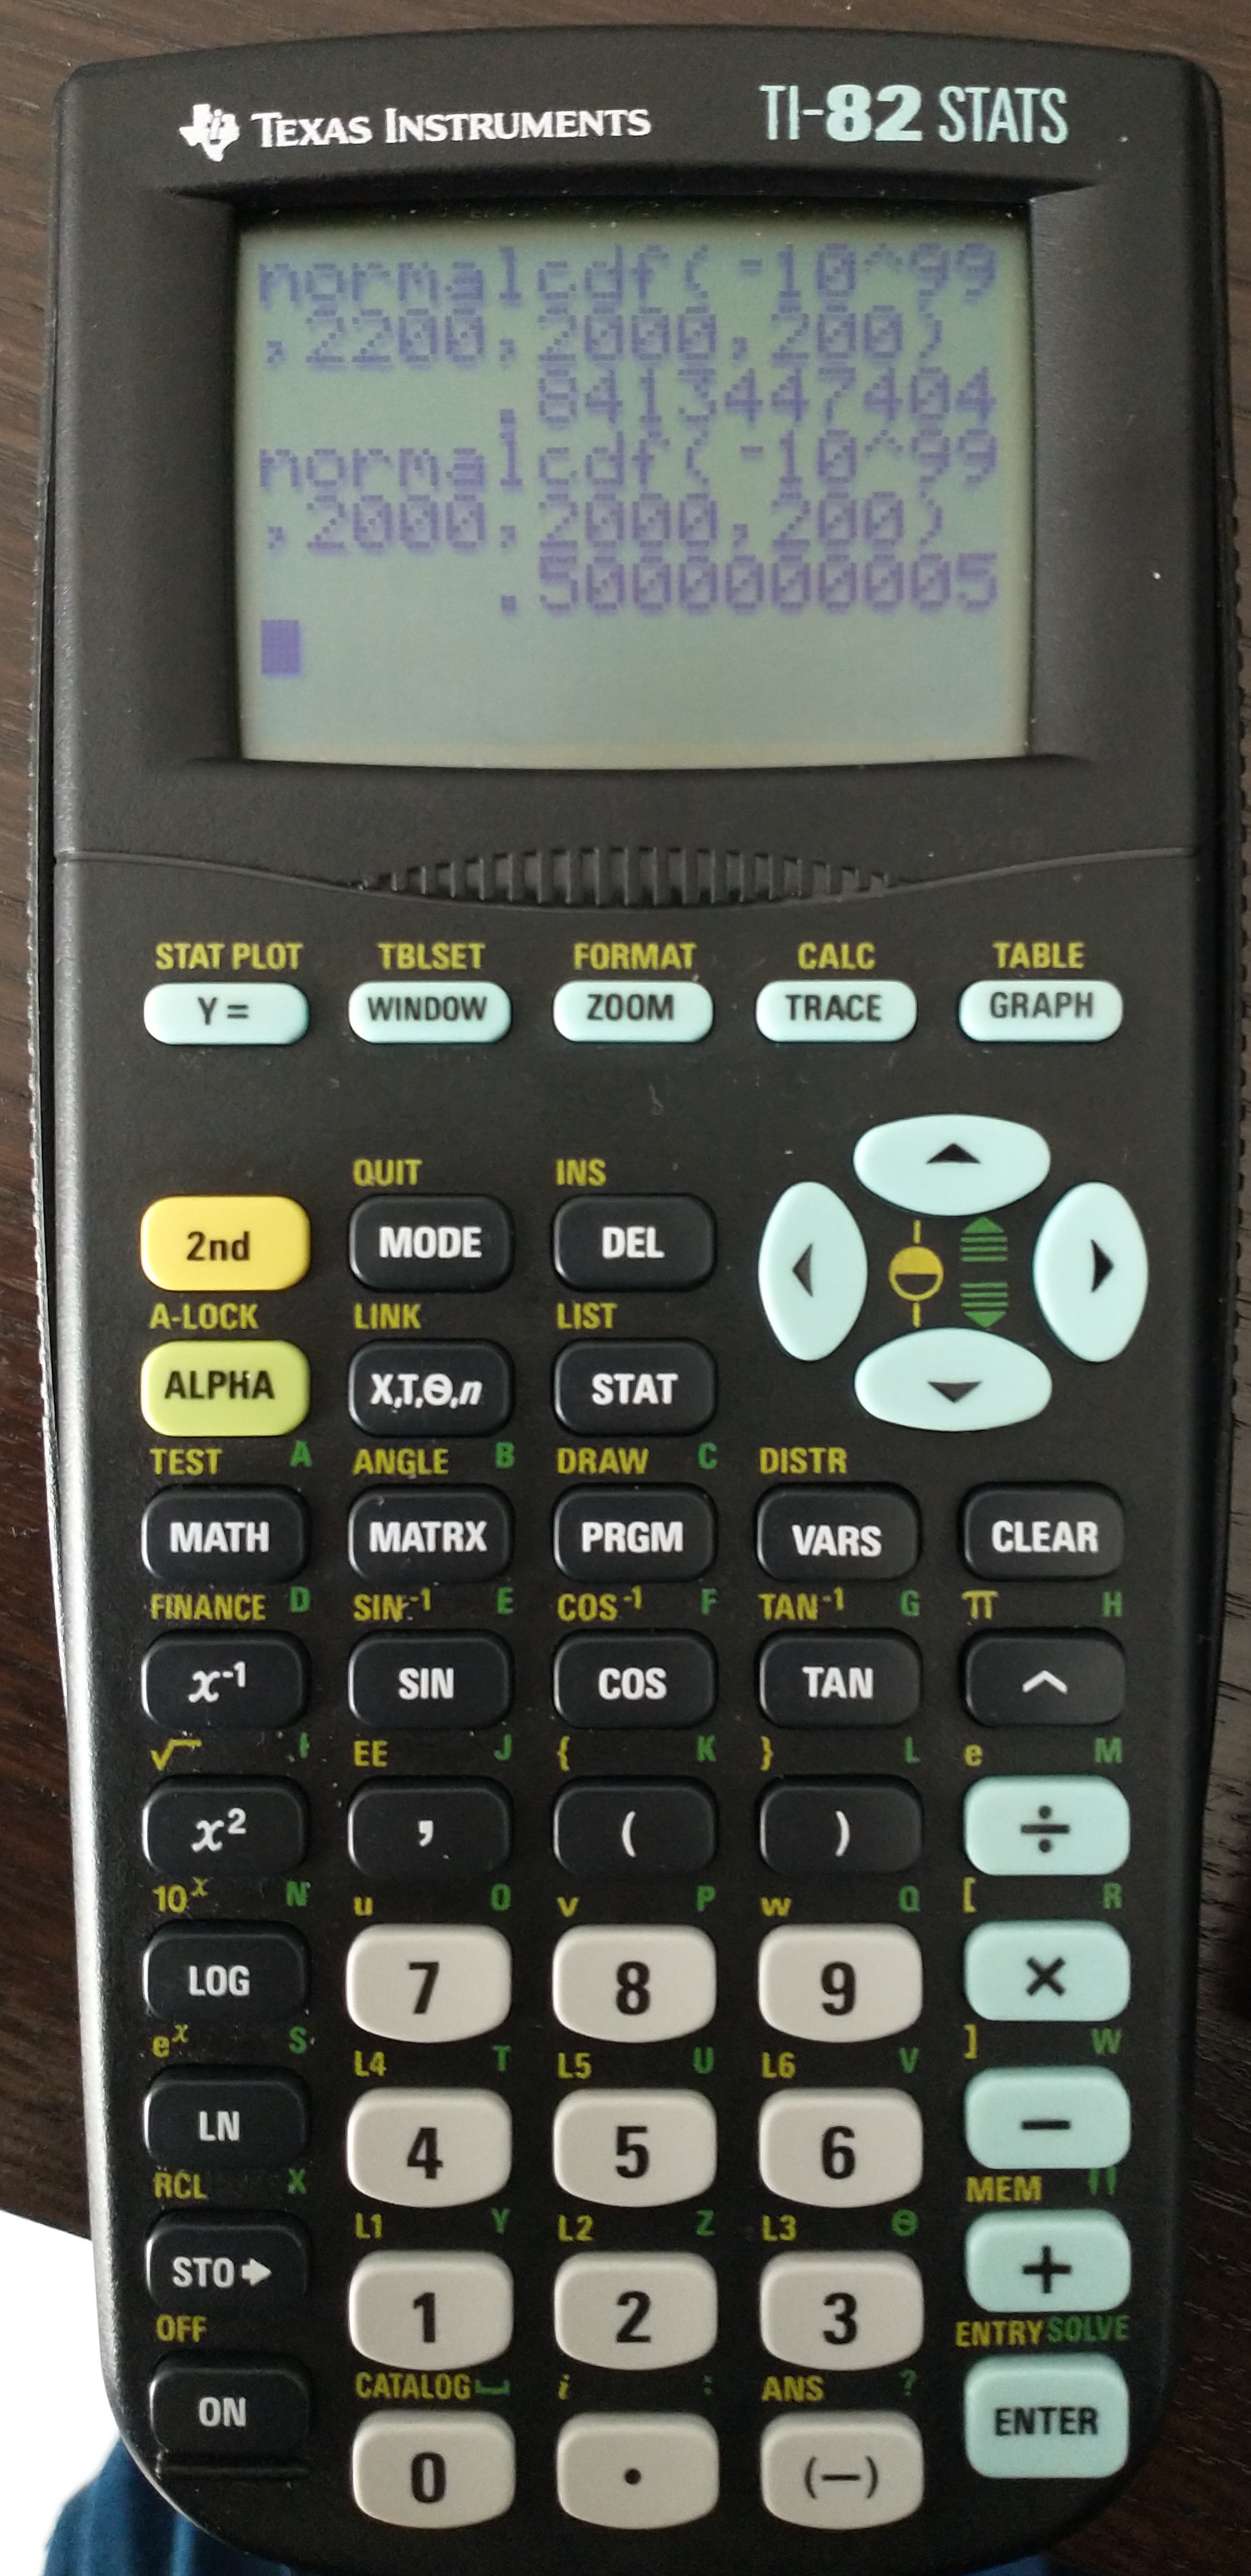 TEXAS INSTRUMENTS TI-82 STATS
normalcdf(-10^99
,2200,2000,200)
.8413447404
normalcdf(-10^99
,2000,2000,200)
.5000000005
STAT PLOT TBLSET FORMAT CALC TABLE
Y= WINDOW ZOOM TRACE GRAPH
QUIT INS
2nd MODE DEL
A-LOCK LINK LIST
ALPHA X,T,Θ,n STAT
TEST A ANGLE B DRAW C DISTR
MATH MATRX PRGM VARS CLEAR
FINANCE D SIN⁻¹ E COS⁻¹ F TAN⁻¹ G π H
x⁻¹ SIN COS TAN ^
√ I EE J { K } L e M
x² , ( ) ÷
10ˣ N u O v P w Q [ R
LOG 7 8 9 ×
eˣ S L4 T L5 U L6 V ] W
LN 4 5 6 −
RCL X L1 Y L2 Z L3 Θ MEM "
STO➡ 1 2 3 +
OFF CATALOG ⎵ i : ANS ? ENTRY SOLVE
ON 0 . (−) ENTER